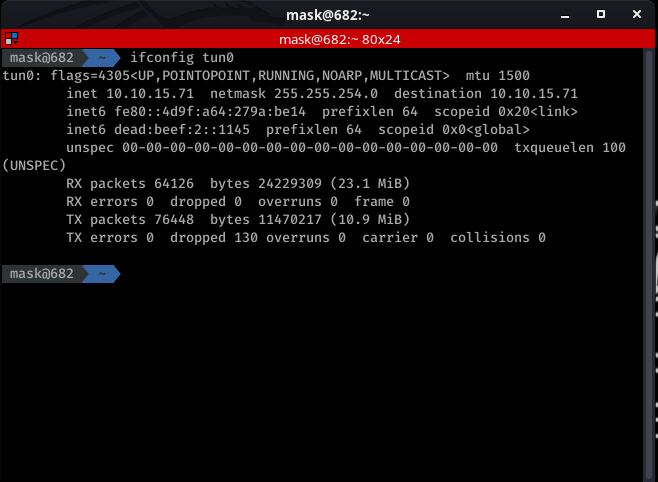 mask@682:~
mask@682:~ 80x24
mask@682 ~ ifconfig tun0
tun0: flags=4305<UP,POINTOPOINT,RUNNING,NOARP,MULTICAST>  mtu 1500
        inet 10.10.15.71  netmask 255.255.254.0  destination 10.10.15.71
        inet6 fe80::4d9f:a64:279a:be14  prefixlen 64  scopeid 0x20<link>
        inet6 dead:beef:2::1145  prefixlen 64  scopeid 0x0<global>
        unspec 00-00-00-00-00-00-00-00-00-00-00-00-00-00-00-00  txqueuelen 100
(UNSPEC)
        RX packets 64126  bytes 24229309 (23.1 MiB)
        RX errors 0  dropped 0  overruns 0  frame 0
        TX packets 76448  bytes 11470217 (10.9 MiB)
        TX errors 0  dropped 130 overruns 0  carrier 0  collisions 0
mask@682 ~